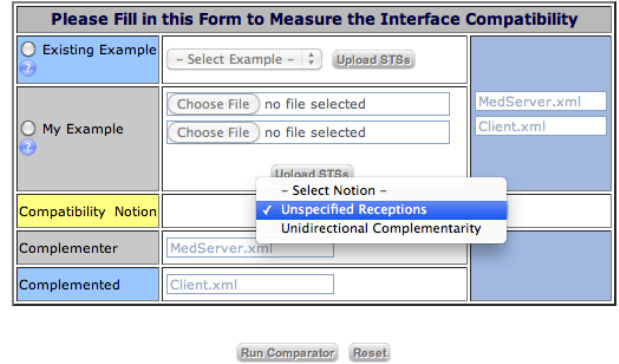 Please Fill in this Form to Measure the Interface Compatibility
Existing Example
?
– Select Example –
Upload STSs
My Example
?
Choose File no file selected
Choose File no file selected
Upload STSs
MedServer.xml
Client.xml
– Select Notion –
✓ Unspecified Receptions
Unidirectional Complementarity
Compatibility Notion
Complementer
MedServer.xml
Complemented
Client.xml
Run Comparator
Reset